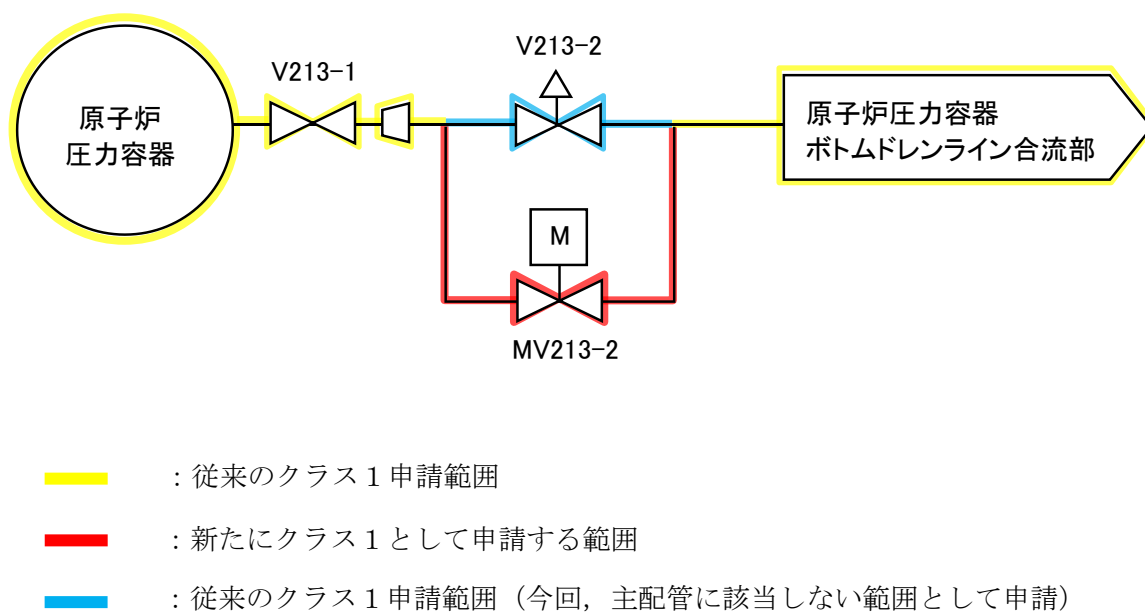 V213-1
V213-2
原子炉
圧力容器
原子炉圧力容器
ボトムドレンライン合流部
M
MV213-2
：従来のクラス１申請範囲
：新たにクラス１として申請する範囲
：従来のクラス１申請範囲（今回，主配管に該当しない範囲として申請）